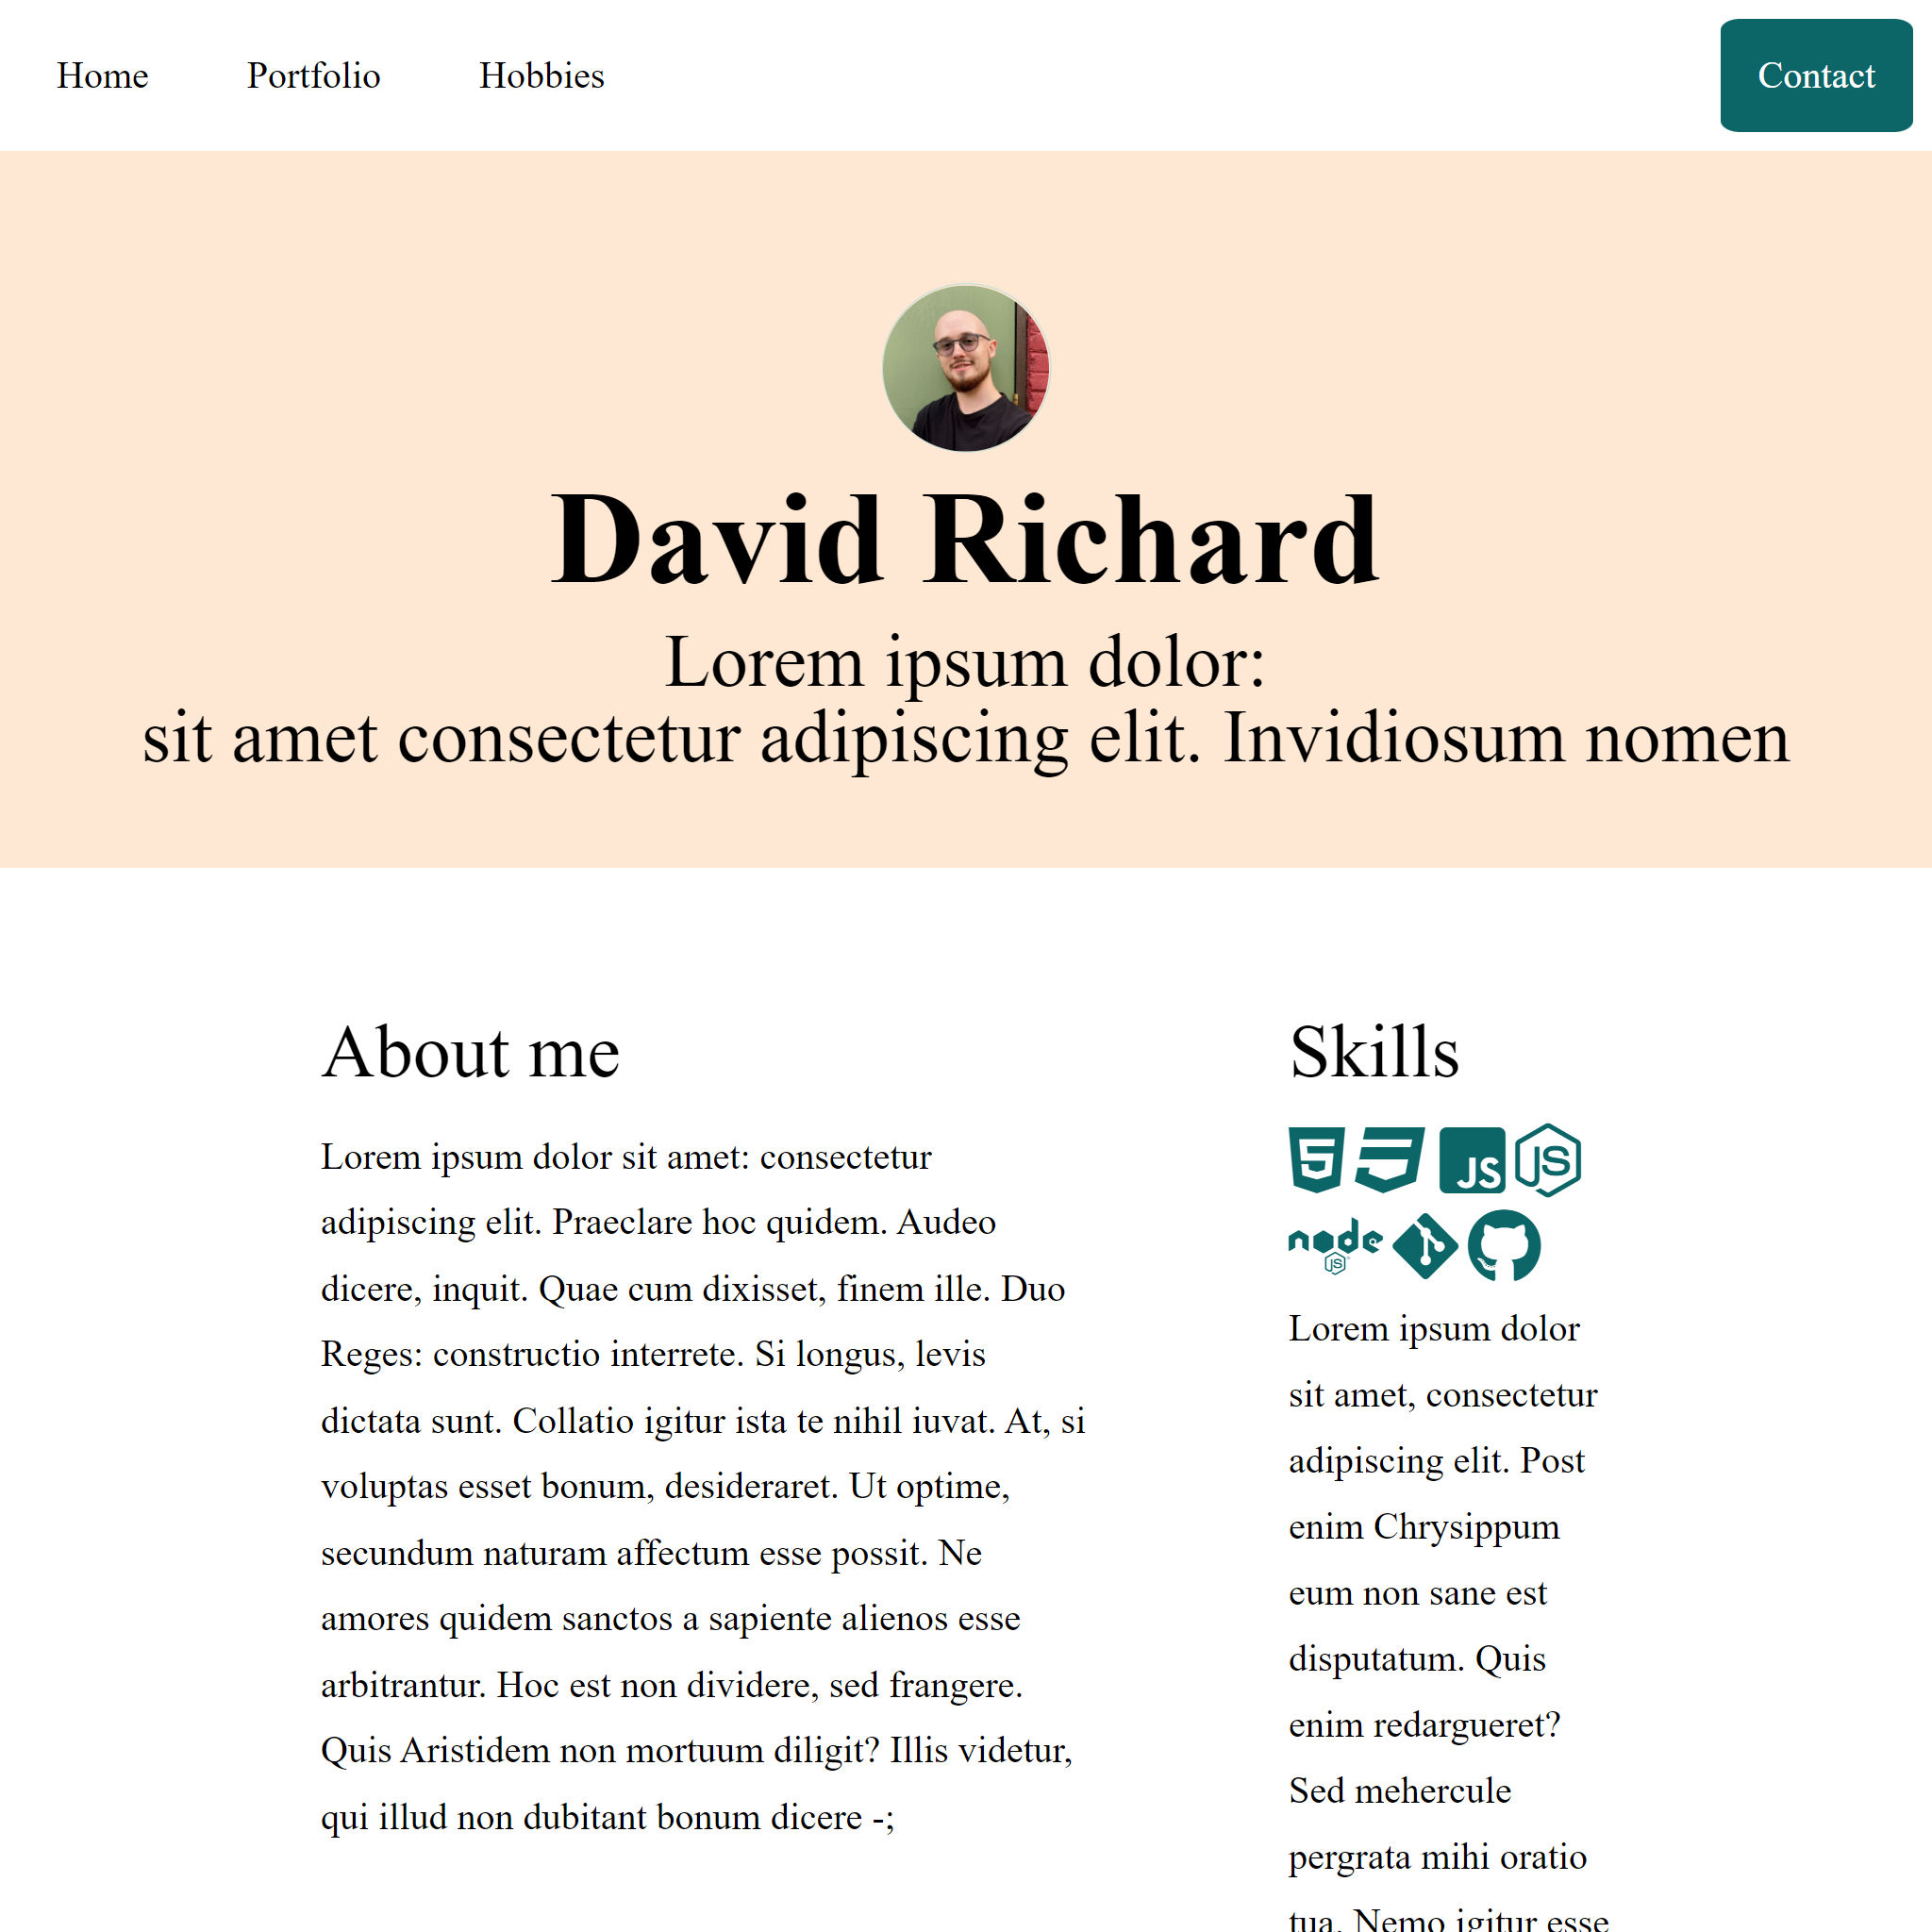 Home Portfolio Hobbies Contact
David Richard
Lorem ipsum dolor:
sit amet consectetur adipiscing elit. Invidiosum nomen
About me
Lorem ipsum dolor sit amet: consectetur
adipiscing elit. Praeclare hoc quidem. Audeo
dicere, inquit. Quae cum dixisset, finem ille. Duo
Reges: constructio interrete. Si longus, levis
dictata sunt. Collatio igitur ista te nihil iuvat. At, si
voluptas esset bonum, desideraret. Ut optime,
secundum naturam affectum esse possit. Ne
amores quidem sanctos a sapiente alienos esse
arbitrantur. Hoc est non dividere, sed frangere.
Quis Aristidem non mortuum diligit? Illis videtur,
qui illud non dubitant bonum dicere -;
Skills
5 JS JS
node JS
Lorem ipsum dolor
sit amet, consectetur
adipiscing elit. Post
enim Chrysippum
eum non sane est
disputatum. Quis
enim redargueret?
Sed mehercule
pergrata mihi oratio
tua. Nemo igitur esse